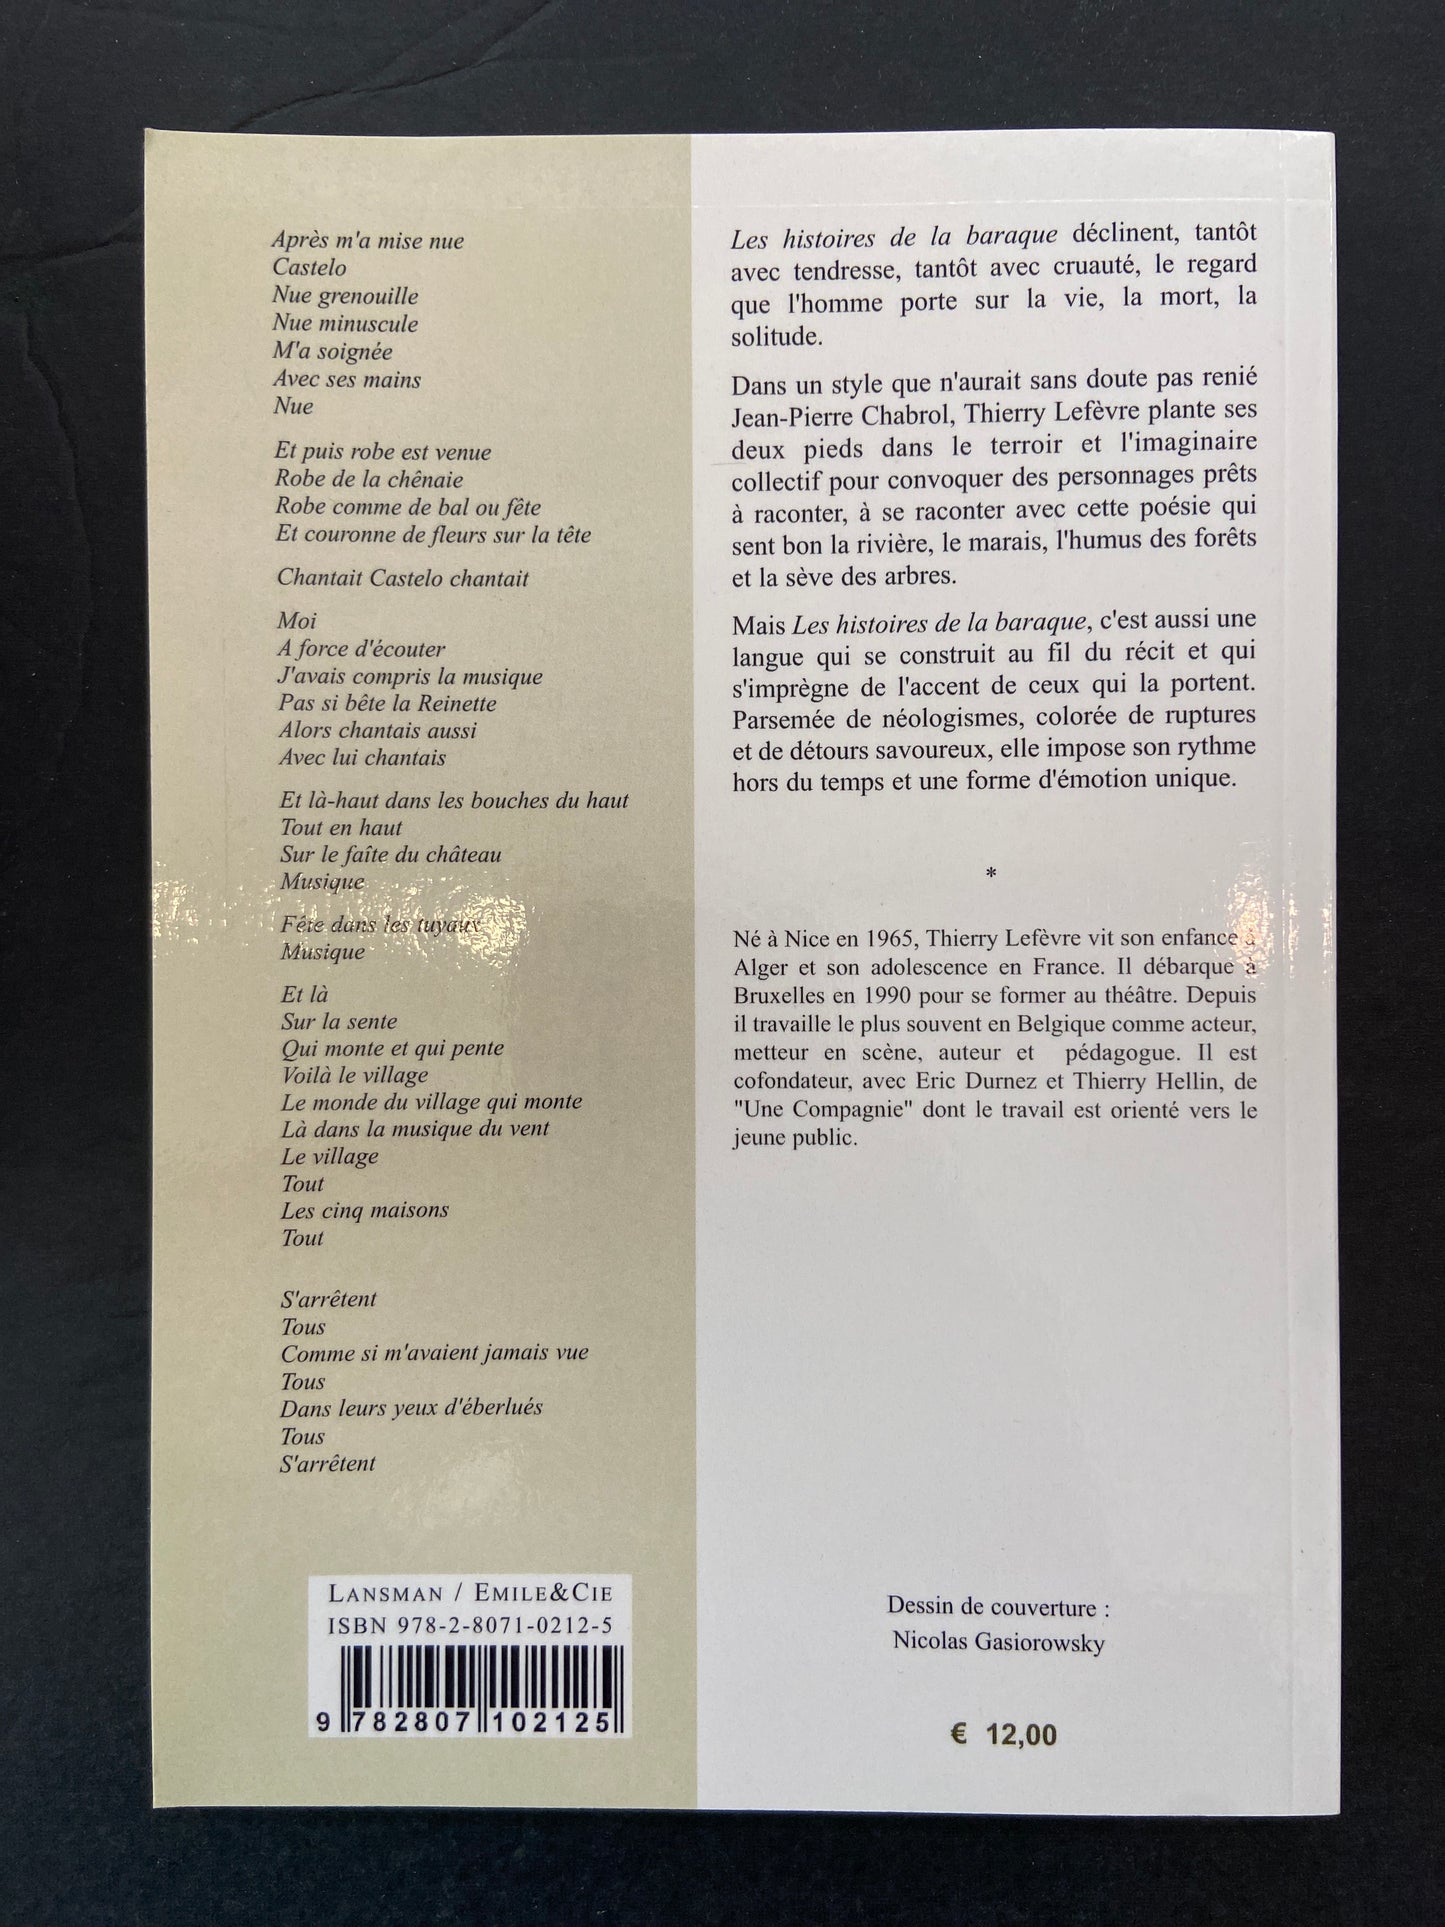 Après m'a mise nue
Castelo
Nue grenouille
Nue minuscule
M'a soignée
Avec ses mains
Nue
Et puis robe est venue
Robe de la chênaie
Robe comme de bal ou fête
Et couronne de fleurs sur la tête
Chantait Castelo chantait
Moi
A force d'écouter
J'avais compris la musique
Pas si bête la Reinette
Alors chantais aussi
Avec lui chantais
Et là-haut dans les bouches du haut
Tout en haut
Sur le faîte du château
Musique
Fête dans les tuyaux
Musique
Et là
Sur la sente
Qui monte et qui pente
Voilà le village
Le monde du village qui monte
Là dans la musique du vent
Le village
Tout
Les cinq maisons
Tout
S'arrêtent
Tous
Comme si m'avaient jamais vue
Tous
Dans leurs yeux d'éberlués
Tous
S'arrêtent
LANSMAN / EMILE&CIE
ISBN 978-2-8071-0212-5
9 782807 102125
Les histoires de la baraque déclinent, tantôt
avec tendresse, tantôt avec cruauté, le regard
que l'homme porte sur la vie, la mort, la
solitude.
Dans un style que n'aurait sans doute pas renié
Jean-Pierre Chabrol, Thierry Lefèvre plante ses
deux pieds dans le terroir et l'imaginaire
collectif pour convoquer des personnages prêts
à raconter, à se raconter avec cette poésie qui
sent bon la rivière, le marais, l'humus des forêts
et la sève des arbres.
Mais Les histoires de la baraque, c'est aussi une
langue qui se construit au fil du récit et qui
s'imprègne de l'accent de ceux qui la portent.
Parsemée de néologismes, colorée de ruptures
et de détours savoureux, elle impose son rythme
hors du temps et une forme d'émotion unique.
*
Né à Nice en 1965, Thierry Lefèvre vit son enfance à
Alger et son adolescence en France. Il débarque à
Bruxelles en 1990 pour se former au théâtre. Depuis
il travaille le plus souvent en Belgique comme acteur,
metteur en scène, auteur et pédagogue. Il est
cofondateur, avec Eric Durnez et Thierry Hellin, de
"Une Compagnie" dont le travail est orienté vers le
jeune public.
Dessin de couverture :
Nicolas Gasiorowsky
€ 12,00